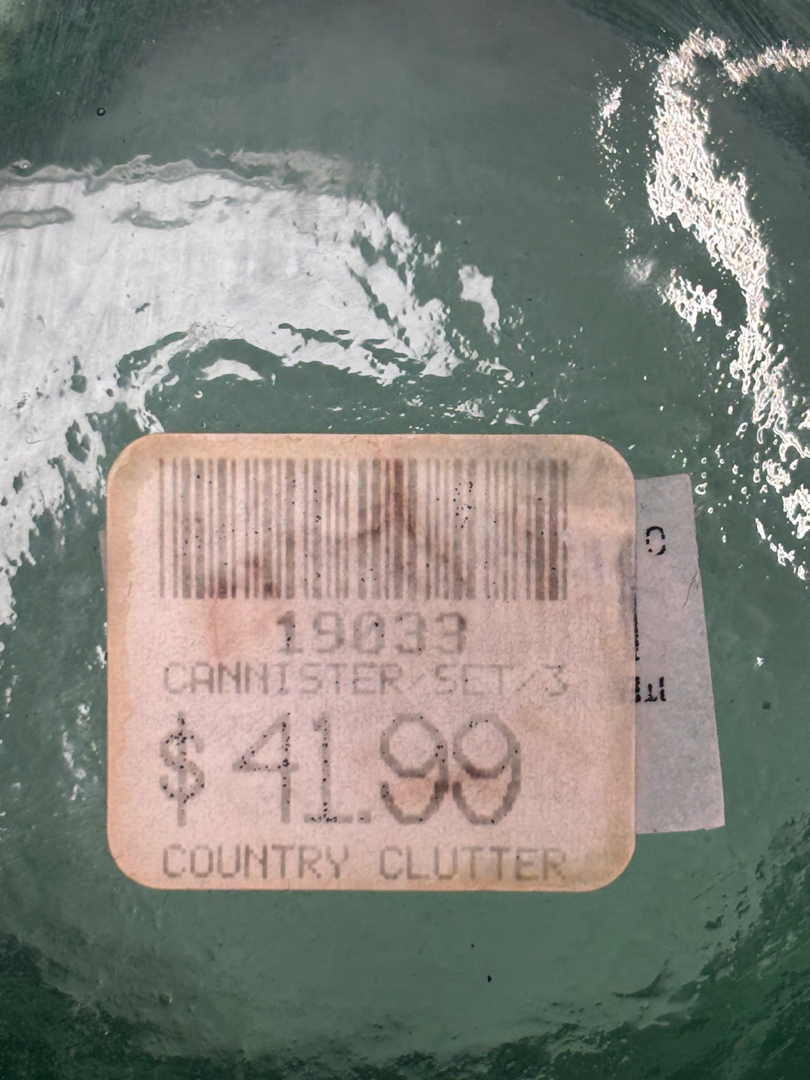 19033
CANNISTER/SET/3
$41.99
COUNTRY CLUTTER